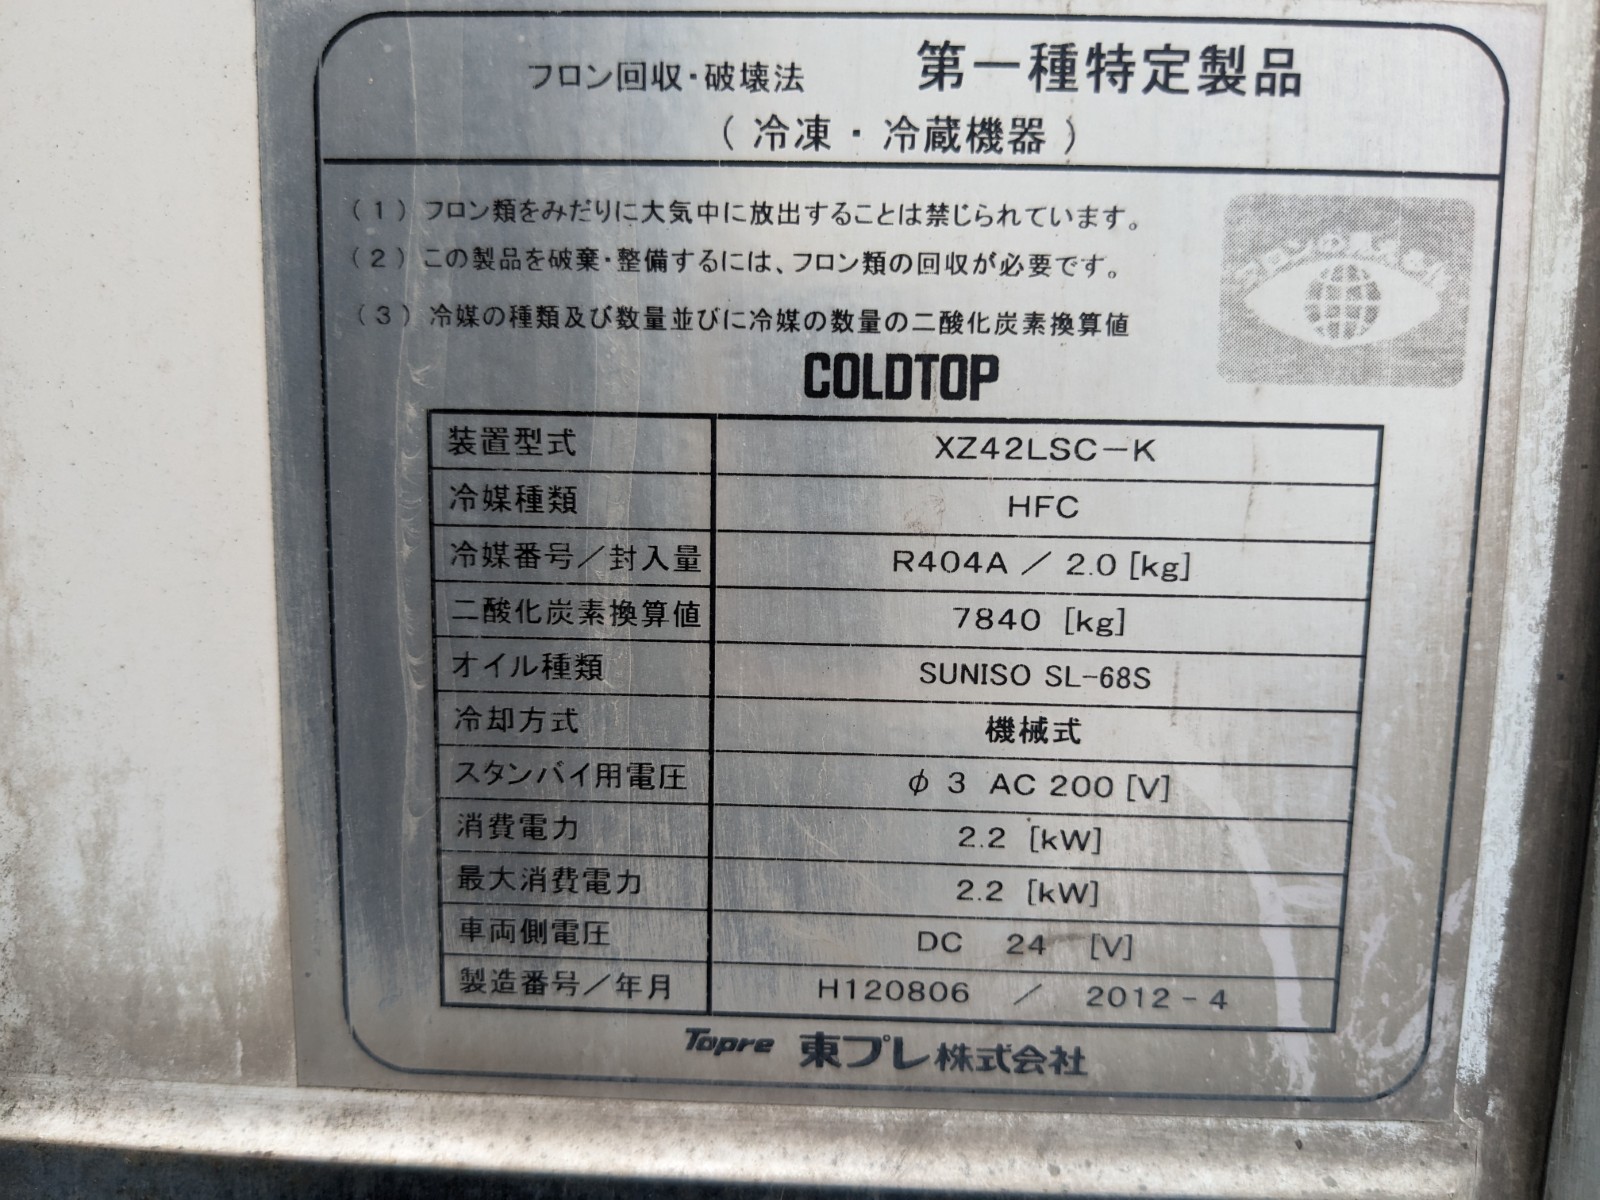 フロン回収・破壊法 第一種特定製品
(冷凍・冷蔵機器)
(1) フロン類をみだりに大気中に放出することは禁じられています。
(2) この製品を破棄・整備するには、フロン類の回収が必要です。
(3) 冷媒の種類及び数量並びに冷媒の数量の二酸化炭素換算値
COLDTOP
装置型式 XZ42LSC-K
冷媒種類 HFC
冷媒番号/封入量 R404A / 2.0 [kg]
二酸化炭素換算値 7840 [kg]
オイル種類 SUNISO SL-68S
冷却方式 機械式
スタンバイ用電圧 φ3 AC 200 [V]
消費電力 2.2 [kW]
最大消費電力 2.2 [kW]
車両側電圧 DC 24 [V]
製造番号/年月 H120806 / 2012-4
Topre 東プレ株式会社